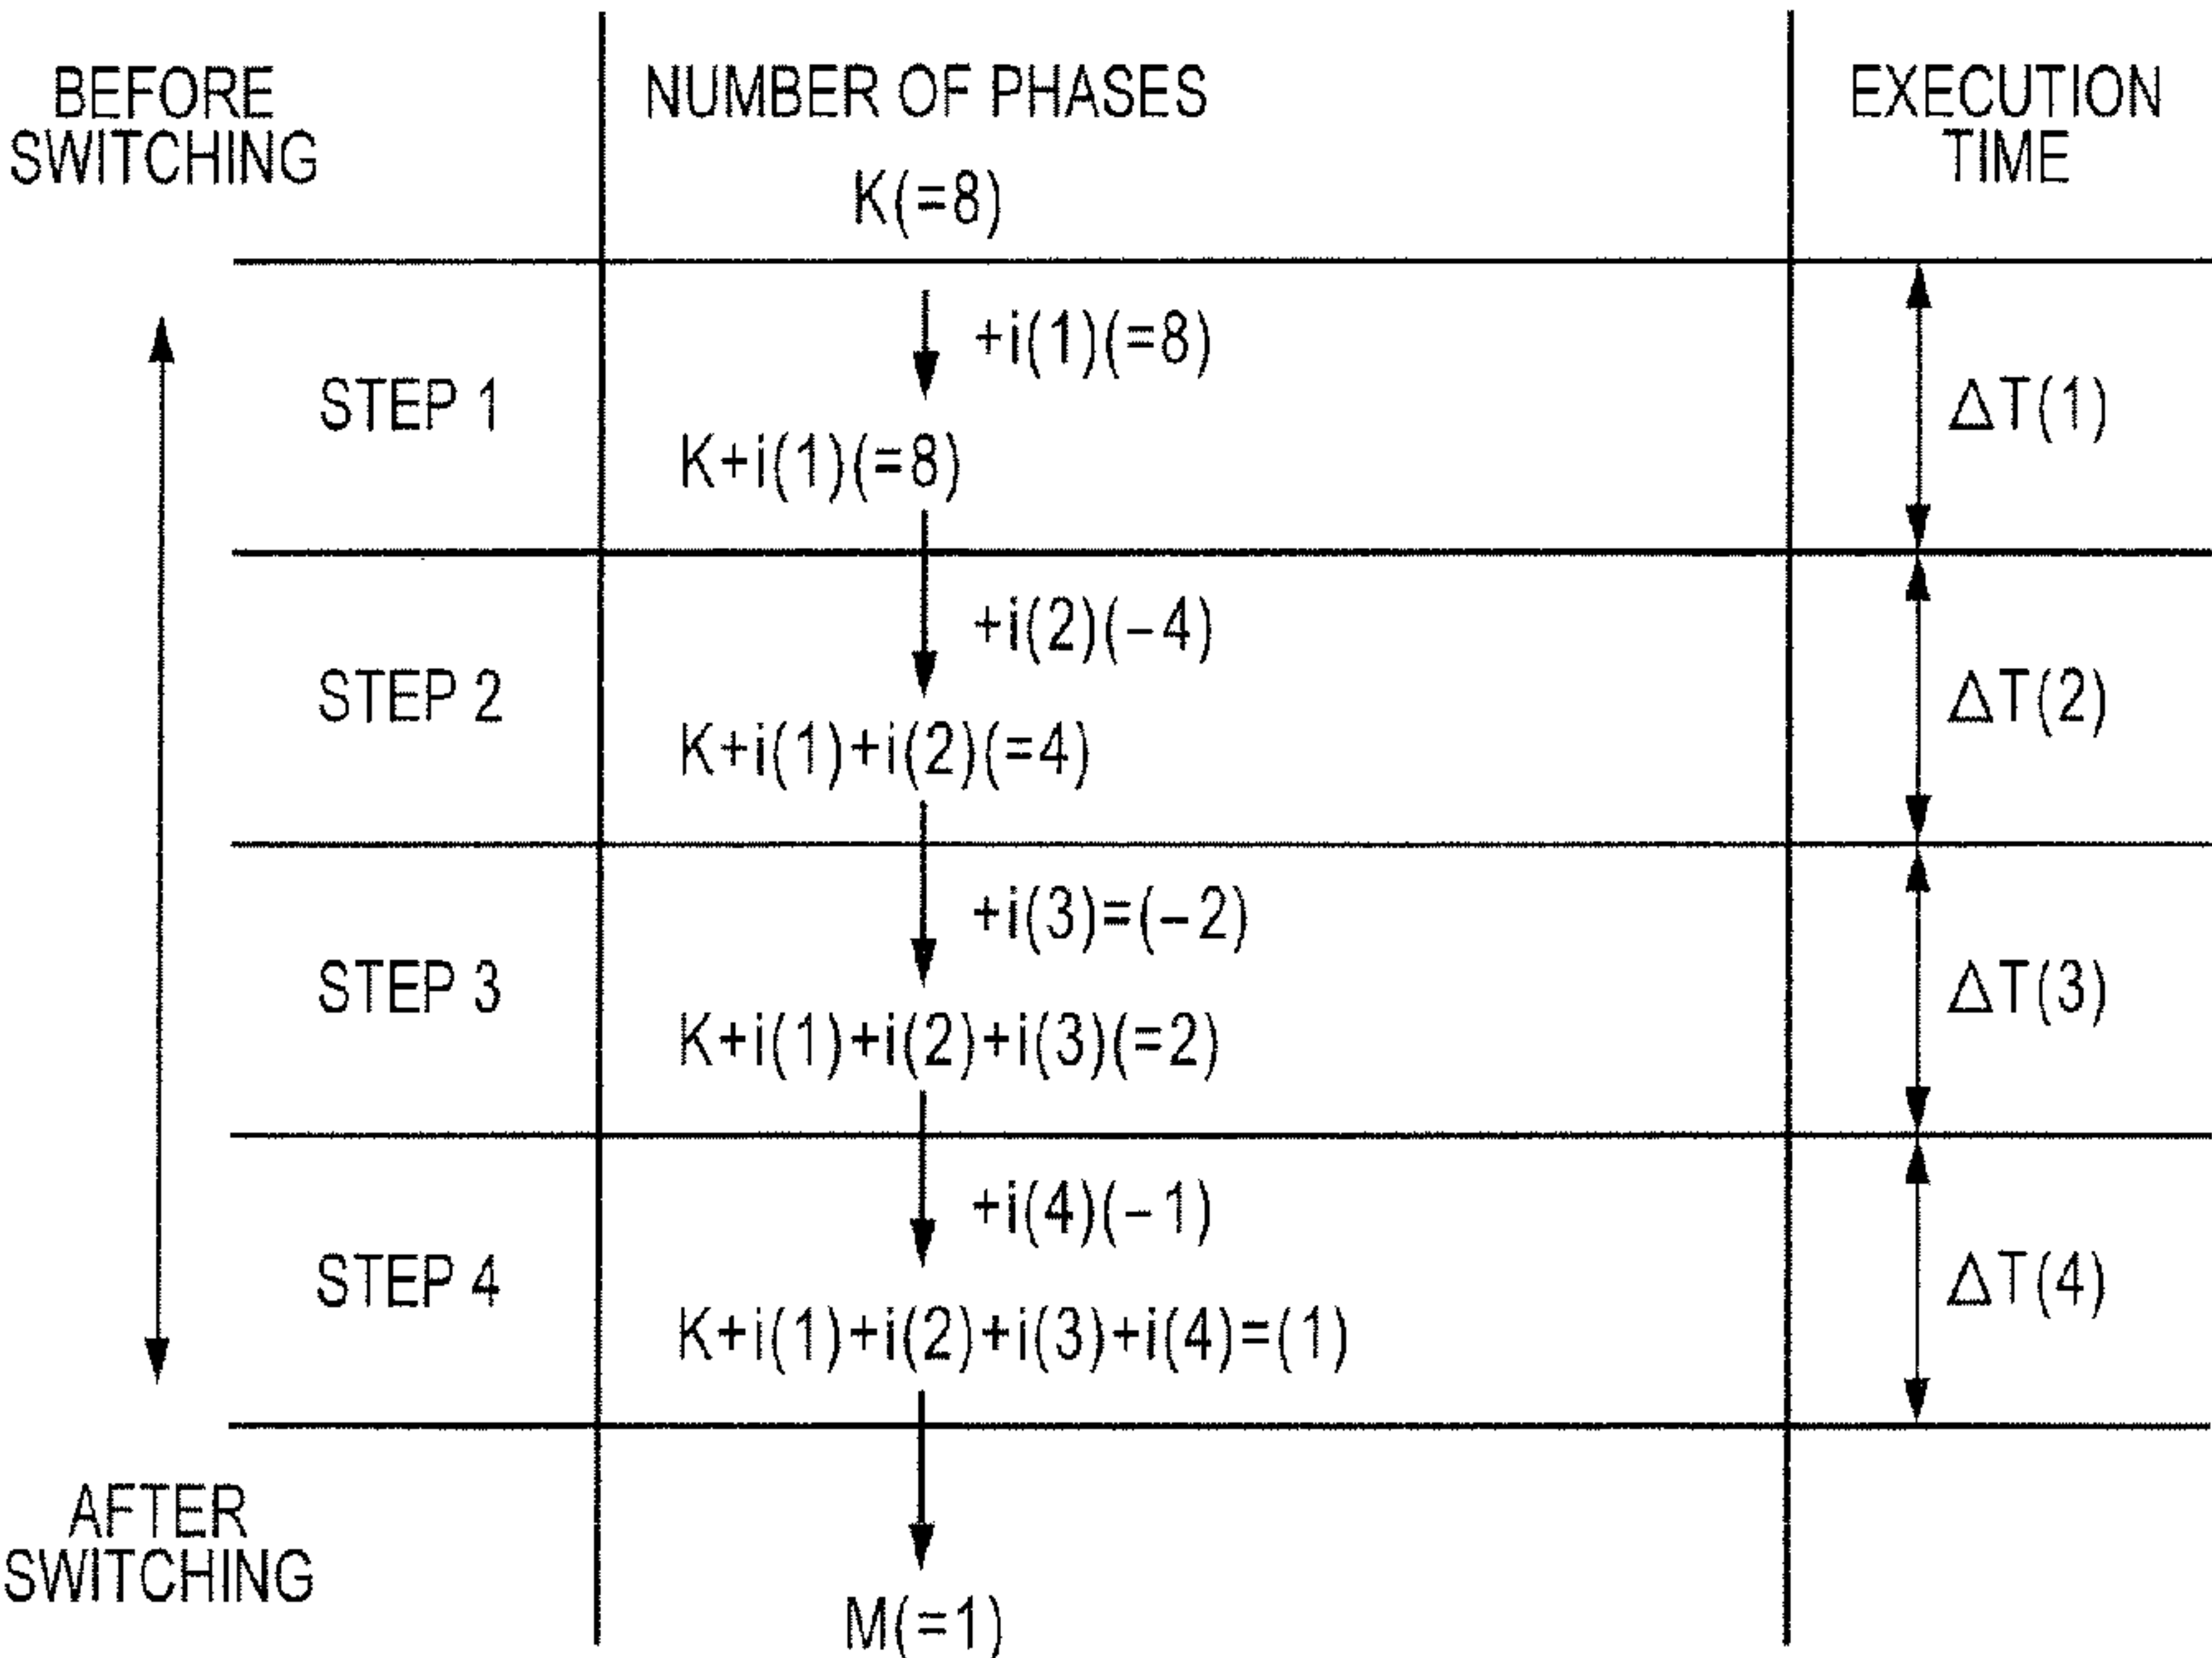 BEFORE
SWITCHING
NUMBER OF PHASES
EXECUTION
TIME
K(=8)
STEP 1
+i(1)(=8)
K+i(1)(=8)
ΔT(1)
STEP 2
+i(2)(−4)
K+i(1)+i(2)(=4)
ΔT(2)
STEP 3
+i(3)=(−2)
K+i(1)+i(2)+i(3)(=2)
ΔT(3)
STEP 4
+i(4)(−1)
K+i(1)+i(2)+i(3)+i(4)=(1)
ΔT(4)
AFTER
SWITCHING
M(=1)